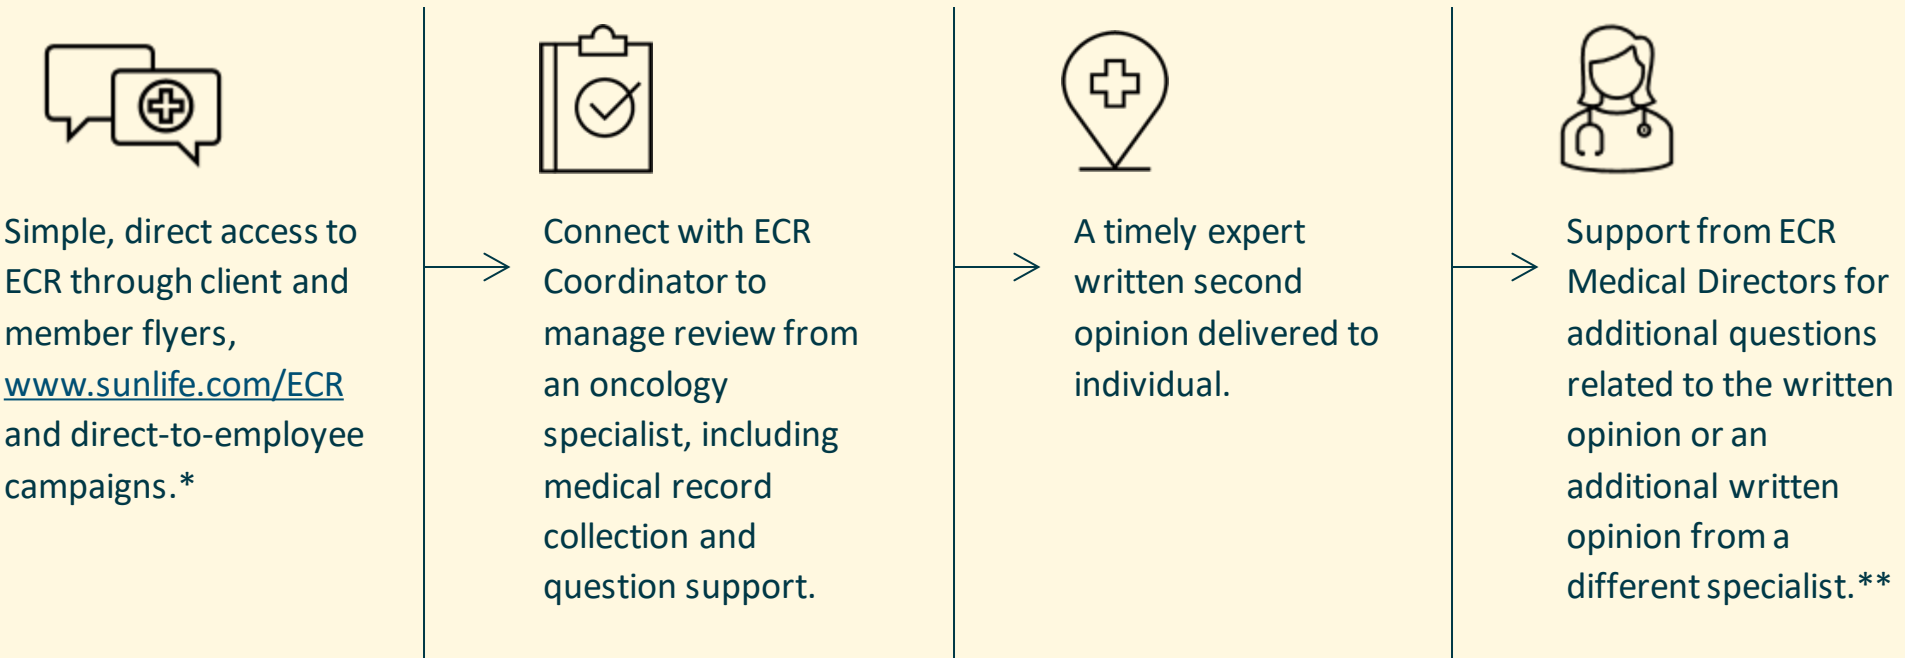 Simple, direct access to
ECR through client and
member flyers,
www.sunlife.com/ECR
and direct-to-employee
campaigns.*
Connect with ECR
Coordinator to
manage review from
an oncology
specialist, including
medical record
collection and
question support.
A timely expert
written second
opinion delivered to
individual.
Support from ECR
Medical Directors for
additional questions
related to the written
opinion or an
additional written
opinion from a
different specialist.**